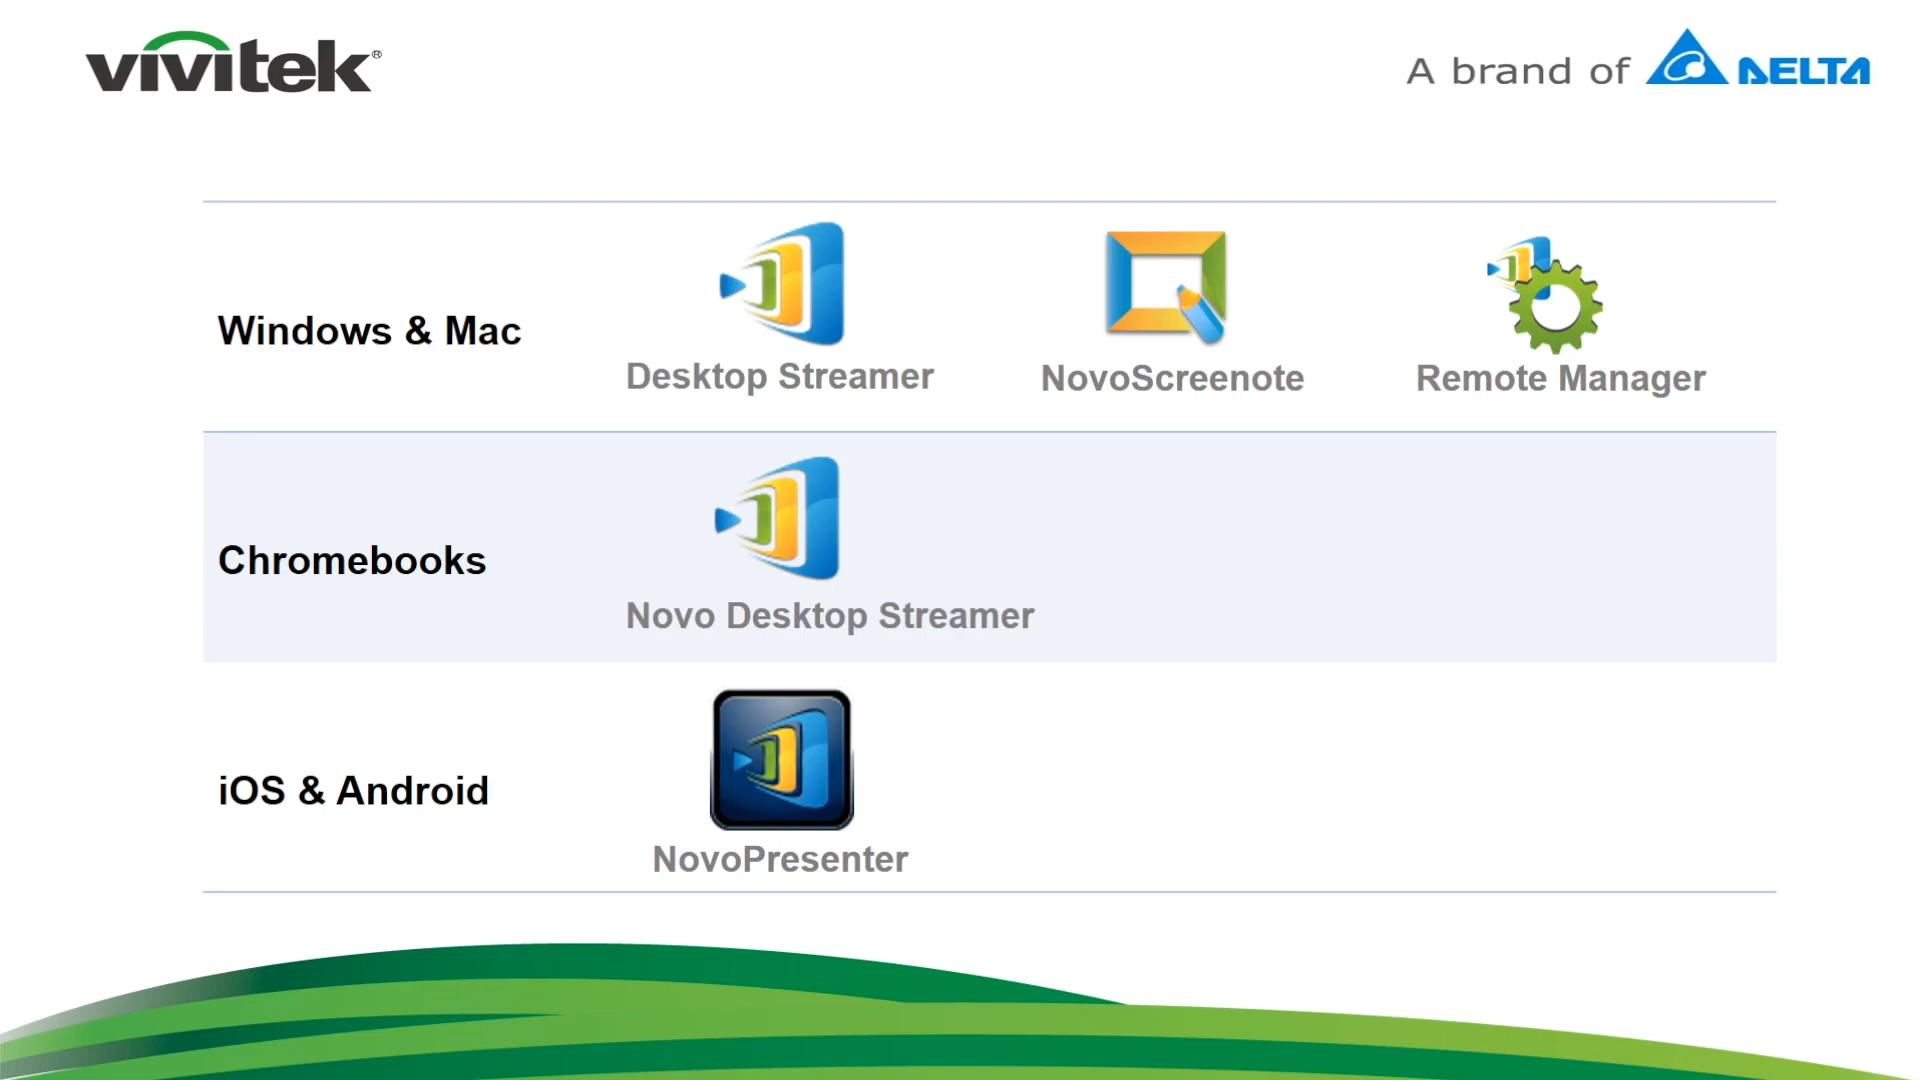 vivitek®
A brand of DELTA
Windows & Mac
Desktop Streamer
NovoScreenote
Remote Manager
Chromebooks
Novo Desktop Streamer
iOS & Android
NovoPresenter